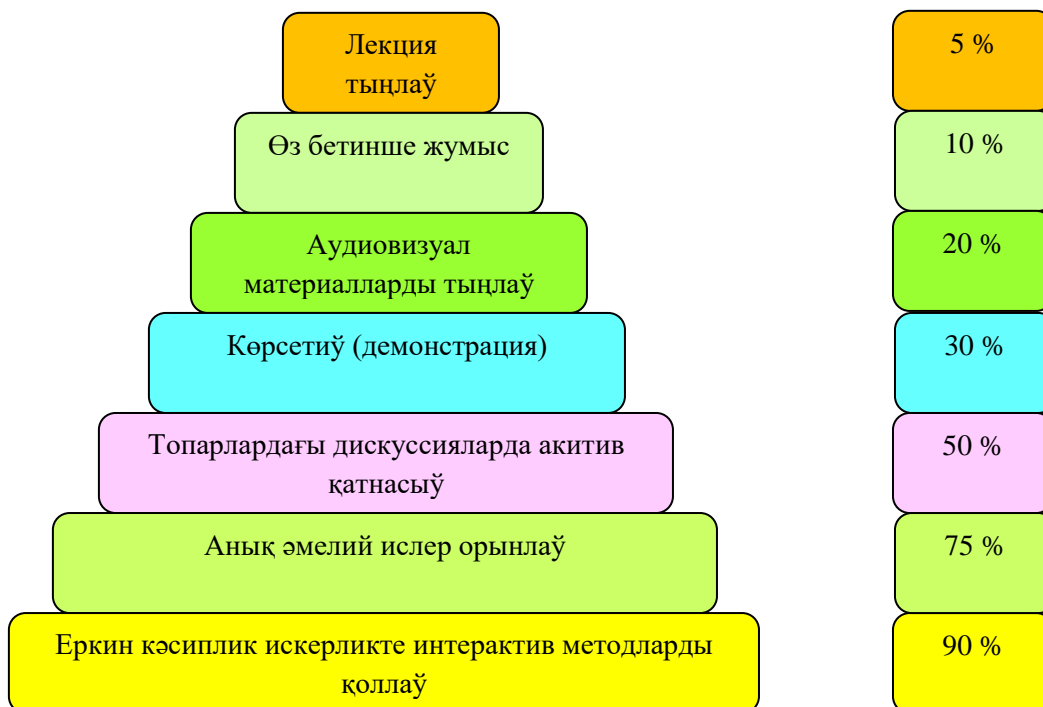 Лекция
тыңлаў
5 %
Өз бетинше жумыс
10 %
Аудиовизуал
материалларды тыңлаў
20 %
Көрсетиў (демонстрация)
30 %
Топарлардағы дискуссияларда акитив
қатнасыў
50 %
Анық әмелий ислер орынлаў
75 %
Еркин кәсиплик искерликте интерактив методларды
қоллаў
90 %